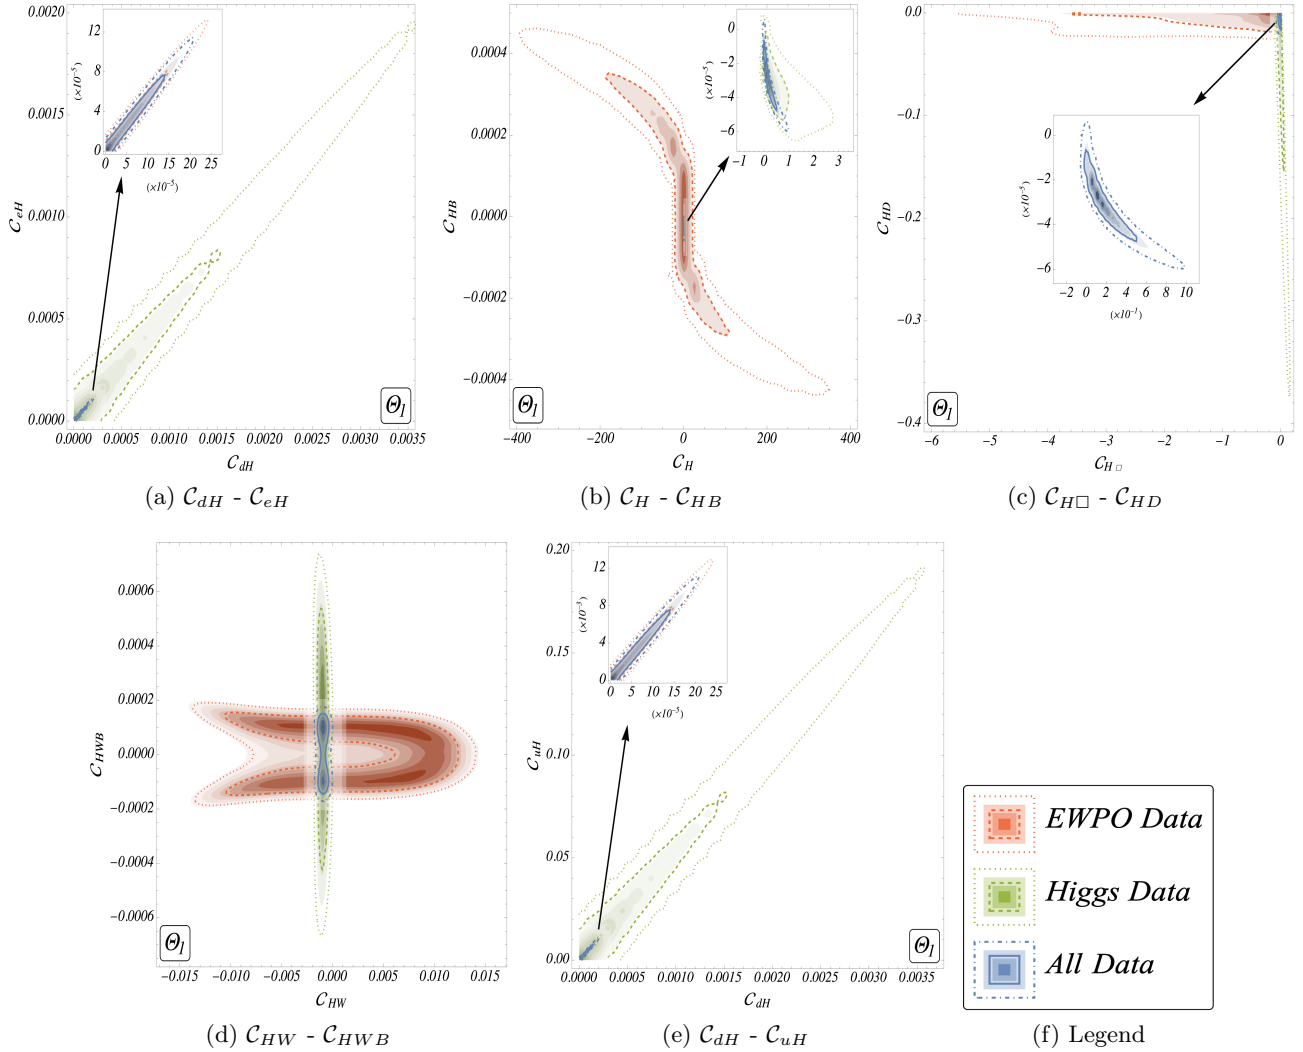 0.0020
0.0015
0.0010
0.0005
0.0000
0.0000 0.0005 0.0010 0.0015 0.0020 0.0025 0.0030 0.0035
C_eH
C_dH
12
8
4
0
(×10⁻⁵)
0 5 10 15 20 25
(×10⁻⁵)
Θ_l
(a) C_dH - C_eH
0.0004
0.0002
0.0000
−0.0002
−0.0004
−400 −200 0 200 400
C_HB
C_H
0
−2
−4
−6
(×10⁻⁵)
−1 0 1 2 3
Θ_l
(b) C_H - C_HB
0.0
−0.1
−0.2
−0.3
−0.4
−6 −5 −4 −3 −2 −1 0
C_HD
C_H□
0
−2
−4
−6
(×10⁻⁵)
−2 0 2 4 6 8 10
(×10⁻¹)
Θ_l
(c) C_H□ - C_HD
0.0006
0.0004
0.0002
0.0000
−0.0002
−0.0004
−0.0006
−0.015 −0.010 −0.005 0.000 0.005 0.010 0.015
C_HWB
C_HW
Θ_l
(d) C_HW - C_HWB
0.20
0.15
0.10
0.05
0.00
0.0000 0.0005 0.0010 0.0015 0.0020 0.0025 0.0030 0.0035
C_uH
C_dH
12
8
4
0
(×10⁻³)
0 5 10 15 20 25
(×10⁻⁵)
Θ_l
(e) C_dH - C_uH
EWPO Data
Higgs Data
All Data
(f) Legend